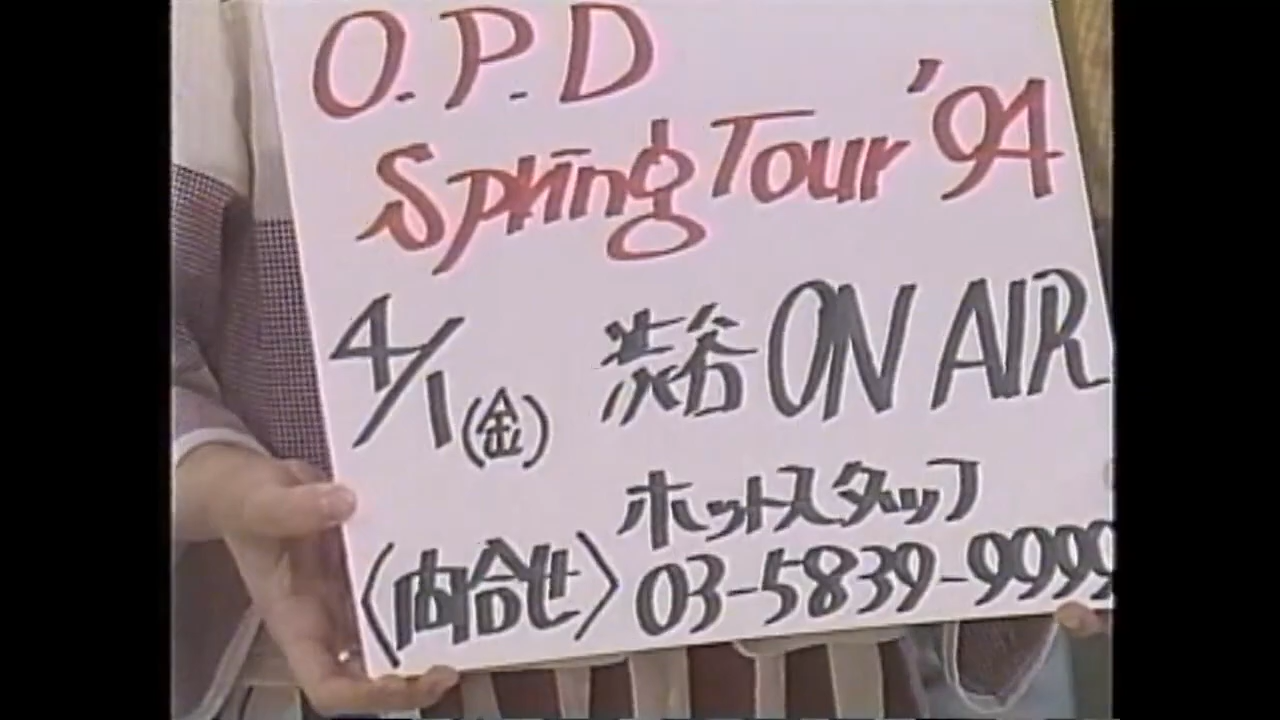 O.P.D
Spring Tour '94
4/1(金) 渋谷 ON AIR
ホットスタッフ
〈問合せ〉03-5839-9999